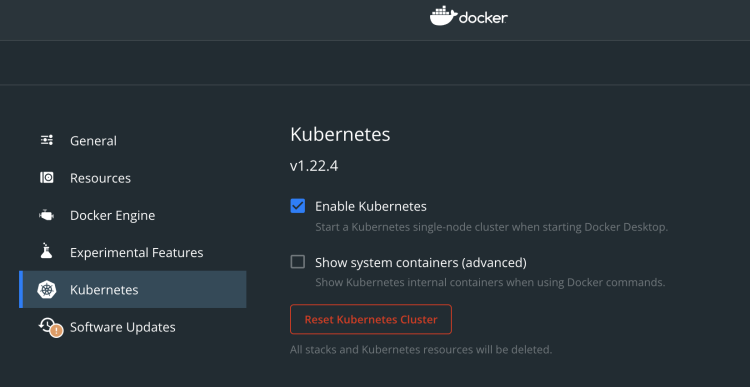 docker
General
Resources
Docker Engine
Experimental Features
Kubernetes
Software Updates
Kubernetes
v1.22.4
Enable Kubernetes
Start a Kubernetes single-node cluster when starting Docker Desktop.
Show system containers (advanced)
Show Kubernetes internal containers when using Docker commands.
Reset Kubernetes Cluster
All stacks and Kubernetes resources will be deleted.